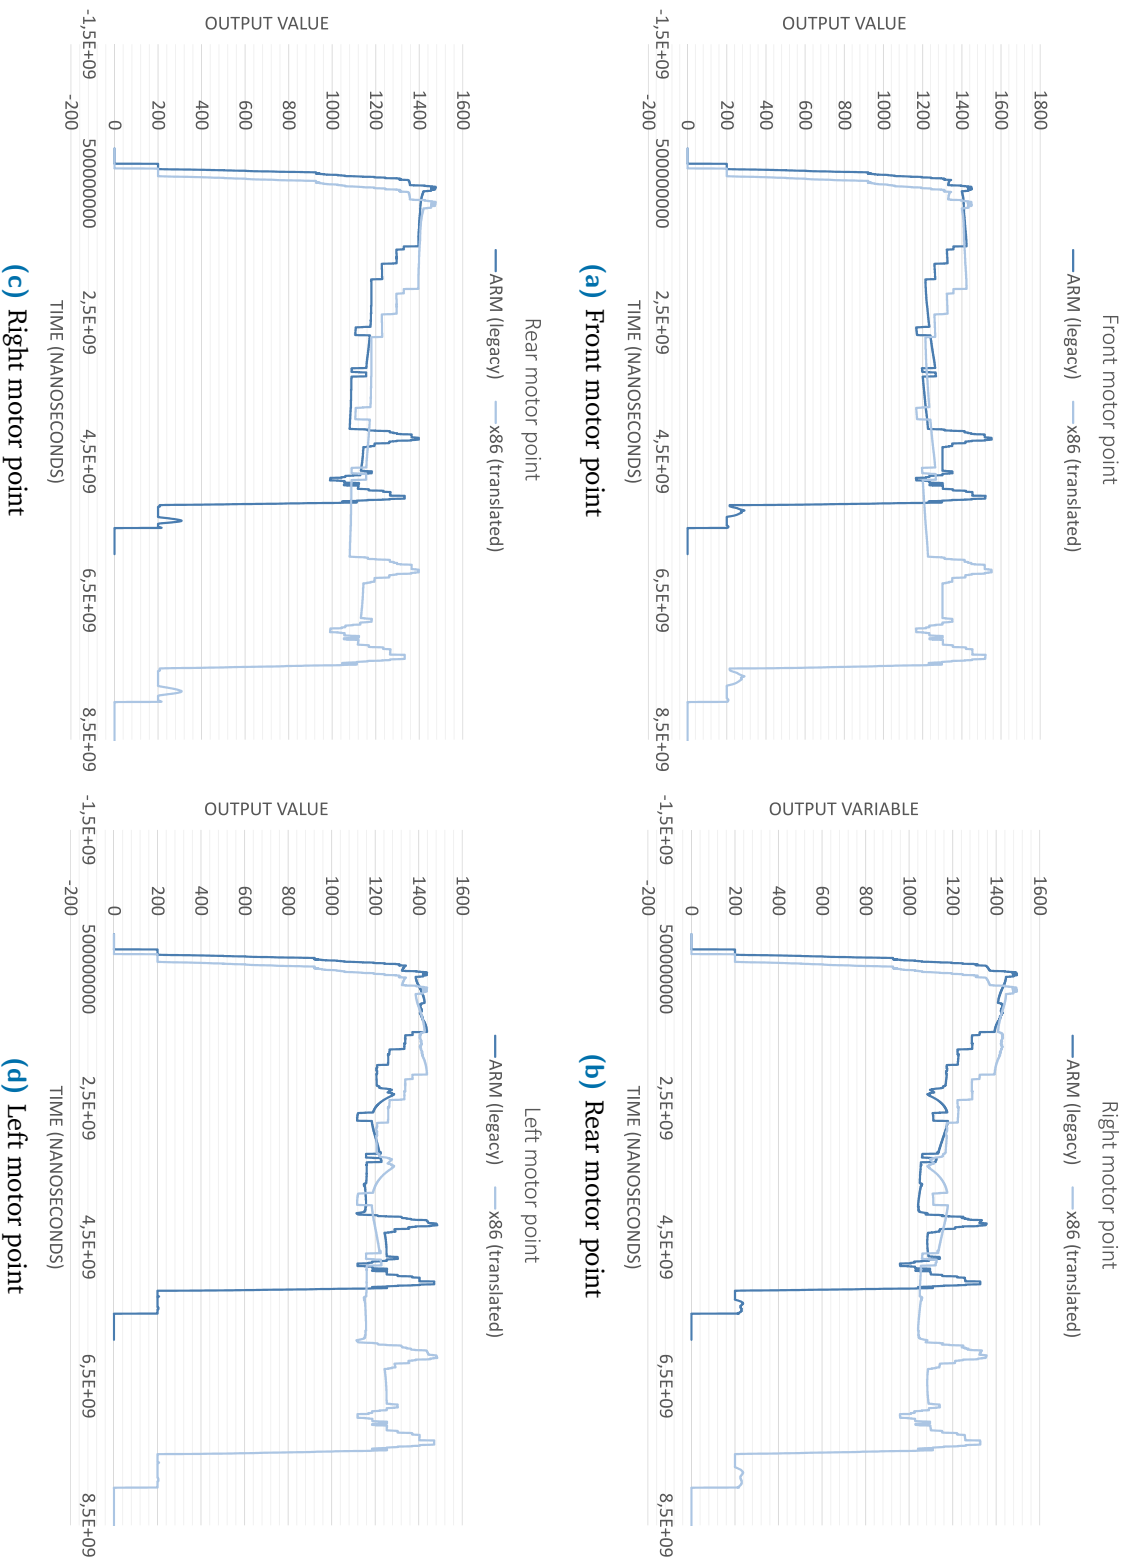 Front motor point
ARM (legacy) x86 (translated)
OUTPUT VALUE
1800
1600
1400
1200
1000
800
600
400
200
0
-200
-1,5E+09 500000000 2,5E+09 4,5E+09 6,5E+09 8,5E+09
TIME (NANOSECONDS)
(a) Front motor point
Right motor point
ARM (legacy) x86 (translated)
OUTPUT VARIABLE
1600
1400
1200
1000
800
600
400
200
0
-200
-1,5E+09 500000000 2,5E+09 4,5E+09 6,5E+09 8,5E+09
TIME (NANOSECONDS)
(b) Rear motor point
Rear motor point
ARM (legacy) x86 (translated)
OUTPUT VALUE
1600
1400
1200
1000
800
600
400
200
0
-200
-1,5E+09 500000000 2,5E+09 4,5E+09 6,5E+09 8,5E+09
TIME (NANOSECONDS)
(c) Right motor point
Left motor point
ARM (legacy) x86 (translated)
OUTPUT VALUE
1600
1400
1200
1000
800
600
400
200
0
-200
-1,5E+09 500000000 2,5E+09 4,5E+09 6,5E+09 8,5E+09
TIME (NANOSECONDS)
(d) Left motor point